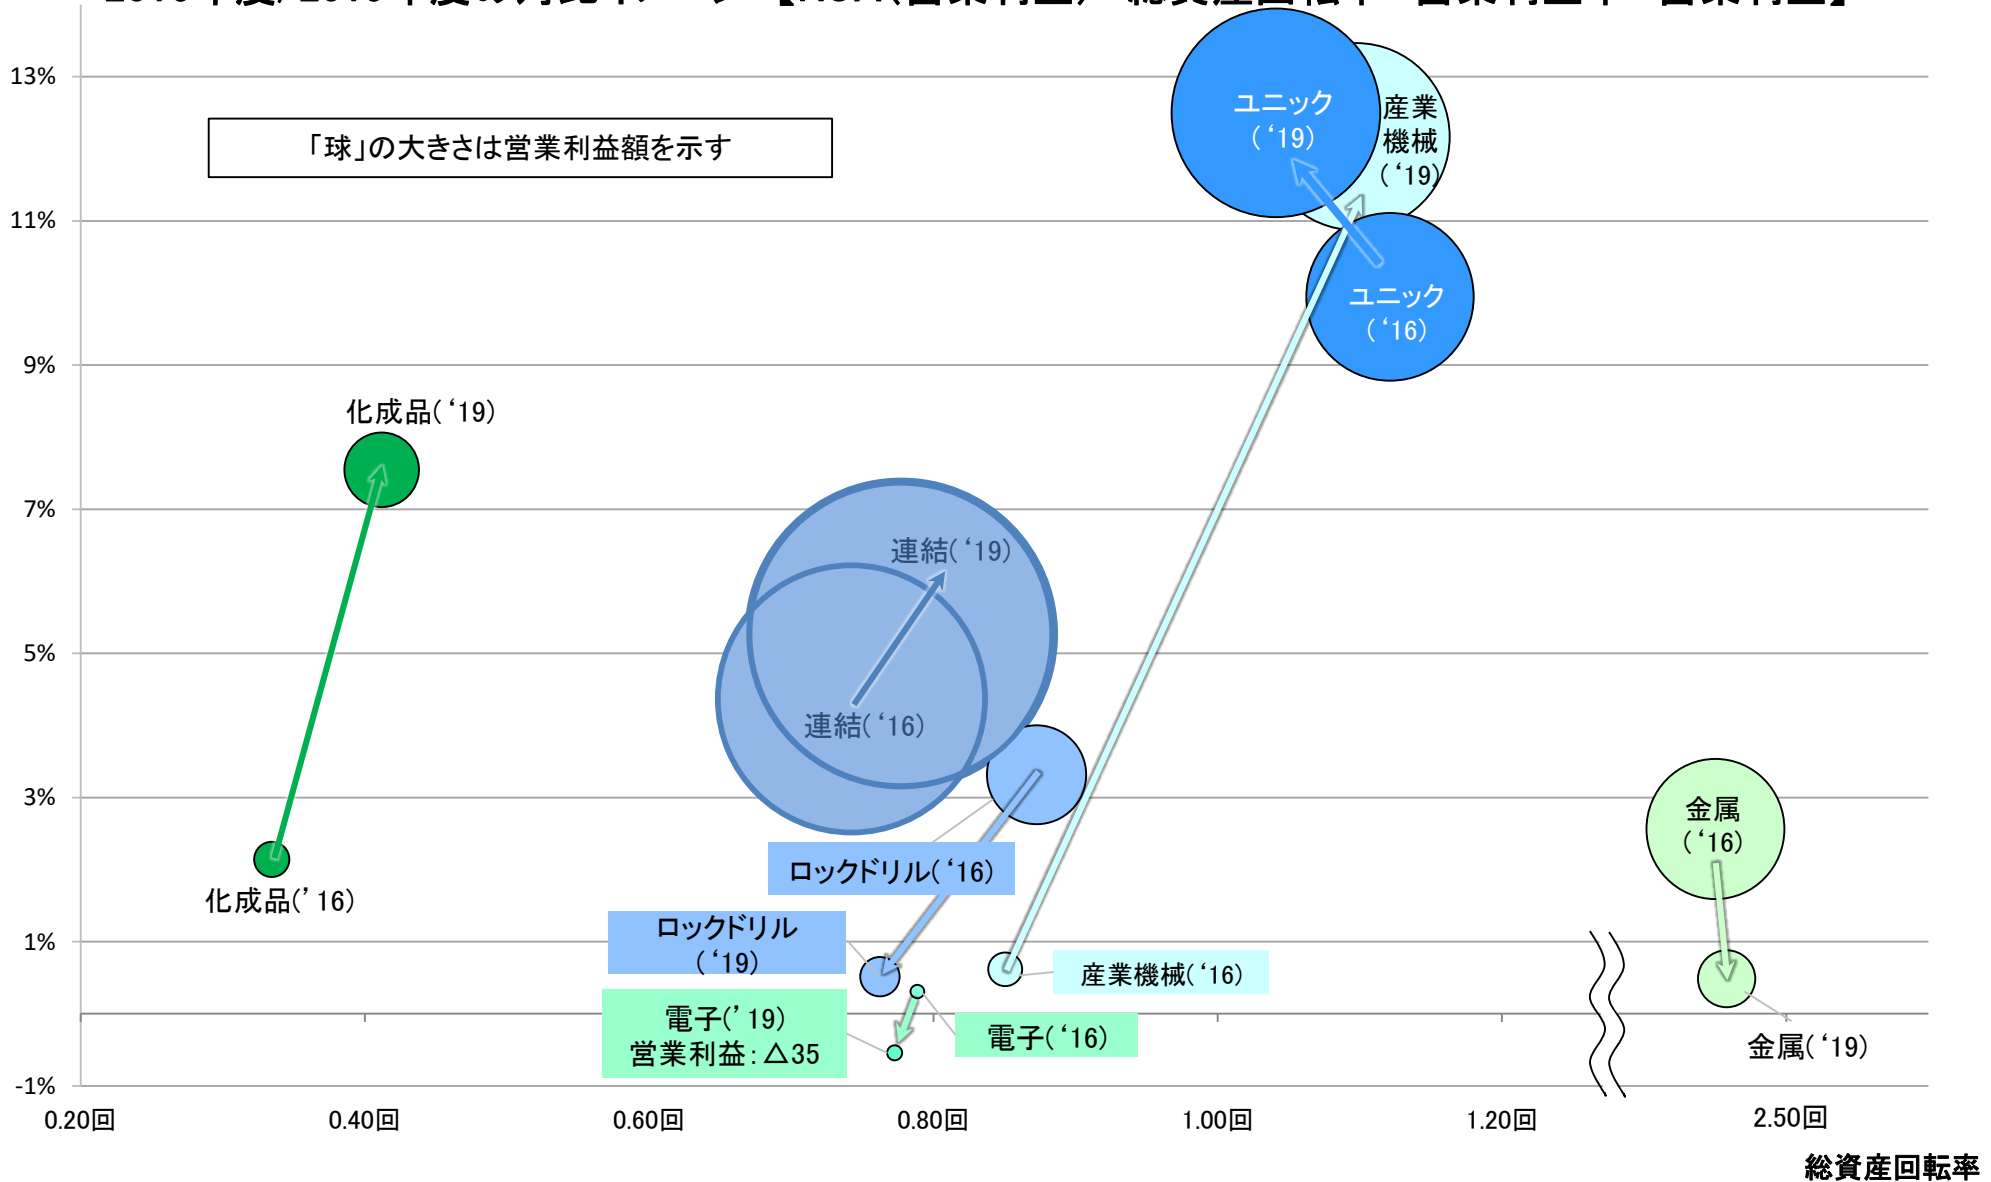 13%
11%
9%
7%
5%
3%
1%
-1%
「球」の大きさは営業利益額を示す
ユニック
(‘19)
産業
機械
(‘19)
ユニック
(‘16)
化成品(‘19)
化成品(’16)
連結(‘19)
連結(‘16)
ロックドリル(‘16)
ロックドリル
(‘19)
産業機械(‘16)
電子(’19)
営業利益:△35
電子(‘16)
金属
(‘16)
金属(‘19)
0.20回
0.40回
0.60回
0.80回
1.00回
1.20回
2.50回
総資産回転率